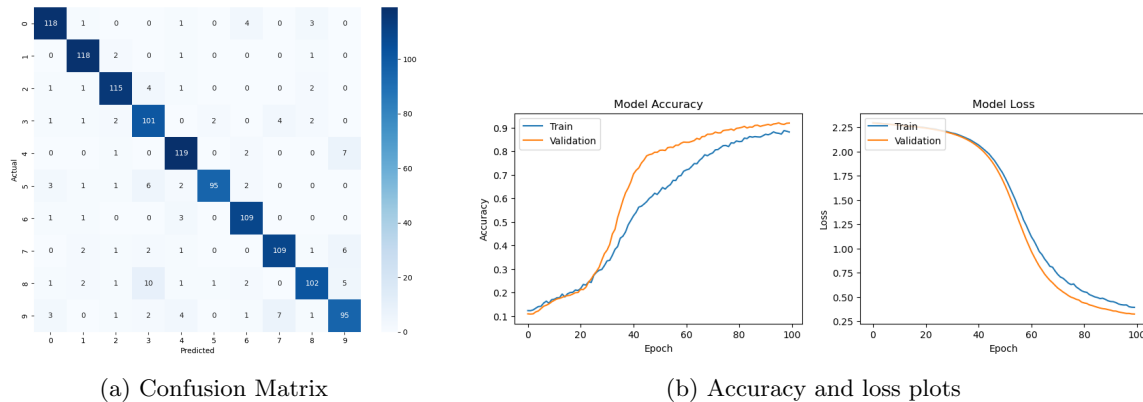 0 118 1 0 0 1 0 4 0 3 0
1 0 118 2 0 1 0 0 0 1 0
2 1 1 115 4 1 0 0 0 2 0
3 1 1 2 101 0 2 0 4 2 0
4 0 0 1 0 119 0 2 0 0 7
5 3 1 1 6 2 95 2 0 0 0
6 1 1 0 0 3 0 109 0 0 0
7 0 2 1 2 1 0 0 109 1 6
8 1 2 1 10 1 1 2 0 102 5
9 3 0 1 2 4 0 1 7 1 95
0 1 2 3 4 5 6 7 8 9
Actual
Predicted
100
80
60
40
20
0
(a) Confusion Matrix
Model Accuracy
Train
Validation
0.9
0.8
0.7
0.6
0.5
0.4
0.3
0.2
0.1
Accuracy
0 20 40 60 80 100
Epoch
Model Loss
Train
Validation
2.25
2.00
1.75
1.50
1.25
1.00
0.75
0.50
0.25
Loss
0 20 40 60 80 100
Epoch
(b) Accuracy and loss plots